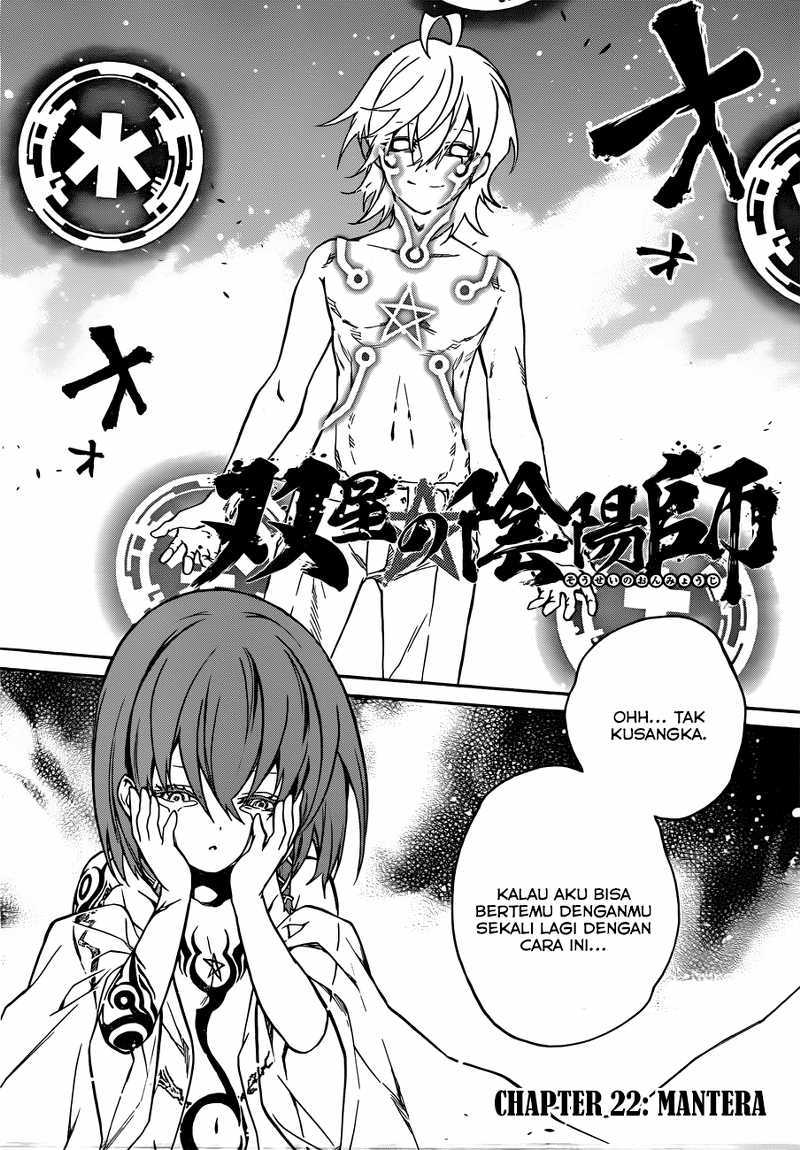 双星の陰陽師
そうせいのおんみょうじ
OHH... TAK
KUSANGKA.
KALAU AKU BISA
BERTEMU DENGANMU
SEKALI LAGI DENGAN
CARA INI...
CHAPTER 22: MANTERA